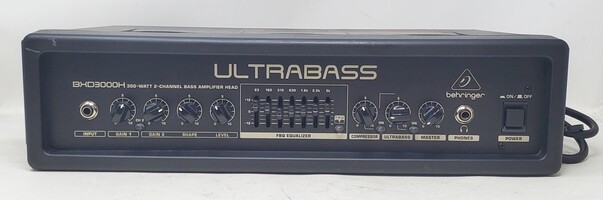 ULTRABASS
BXD3000H 300-WATT 2-CHANNEL BASS AMPLIFIER HEAD
behringer
ON / OFF
INPUT GAIN 1 GAIN 2 SHAPE LEVEL
FBQ EQUALIZER
COMPRESSOR ULTRABASS MASTER PHONES POWER